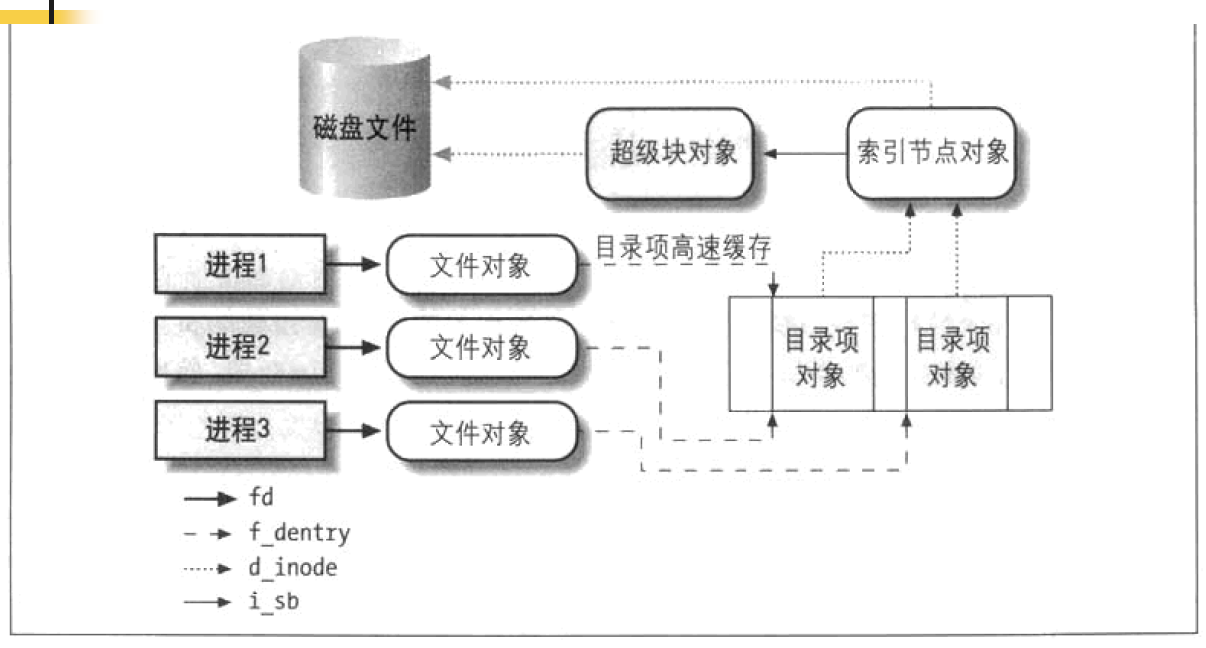 磁盘文件
超级块对象
索引节点对象
进程1
文件对象
目录项高速缓存
进程2
文件对象
目录项
对象
目录项
对象
进程3
文件对象
fd
f_dentry
d_inode
i_sb